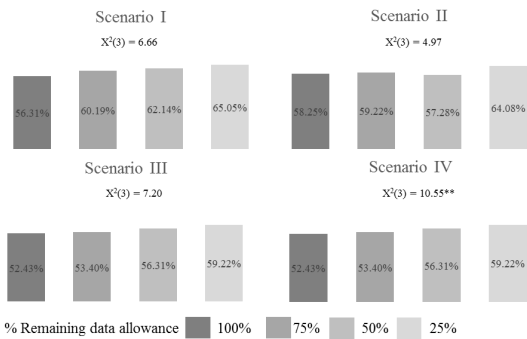 Scenario I
X²(3) = 6.66
56.31% 60.19% 62.14% 65.05%
Scenario II
X²(3) = 4.97
58.25% 59.22% 57.28% 64.08%
Scenario III
X²(3) = 7.20
52.43% 53.40% 56.31% 59.22%
Scenario IV
X²(3) = 10.55**
52.43% 53.40% 56.31% 59.22%
% Remaining data allowance 100% 75% 50% 25%